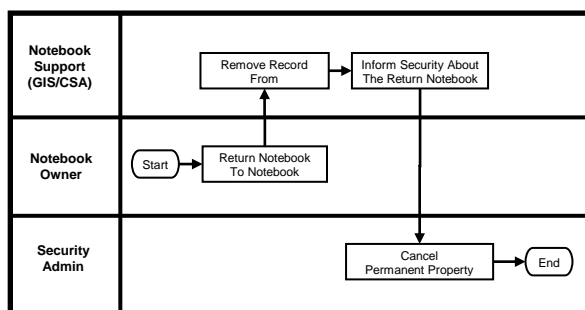 Notebook
Support
(GIS/CSA)
Remove Record
From
Inform Security About
The Return Notebook
Notebook
Owner
Start
Return Notebook
To Notebook
Security
Admin
Cancel
Permanent Property
End